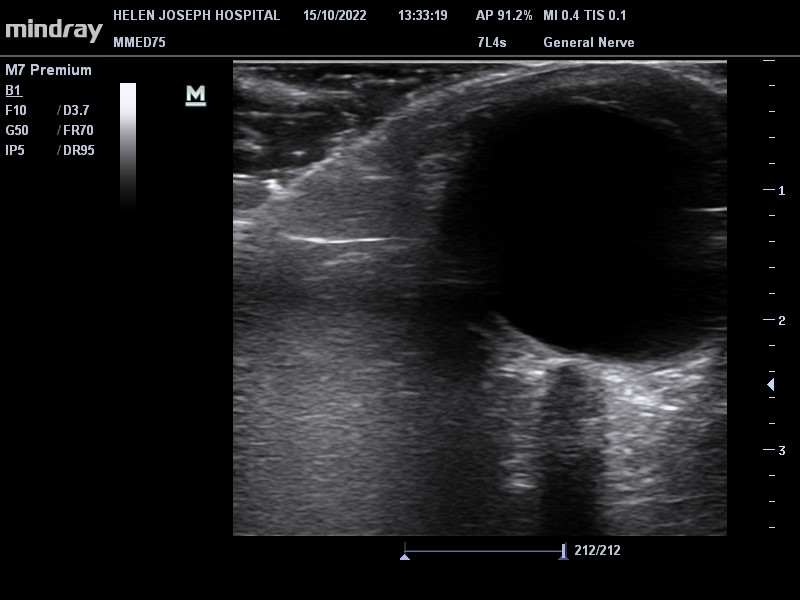 mindray
HELEN JOSEPH HOSPITAL 15/10/2022 13:33:19 AP 91.2% MI 0.4 TIS 0.1
MMED75 7L4s General Nerve
M7 Premium
B1
F10 / D3.7
G50 / FR70
IP5 / DR95
M
1
2
3
212/212